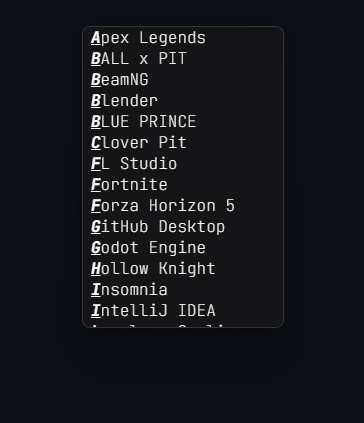 Apex Legends
BALL x PIT
BeamNG
Blender
BLUE PRINCE
Clover Pit
FL Studio
Fortnite
Forza Horizon 5
GitHub Desktop
Godot Engine
Hollow Knight
Insomnia
IntelliJ IDEA